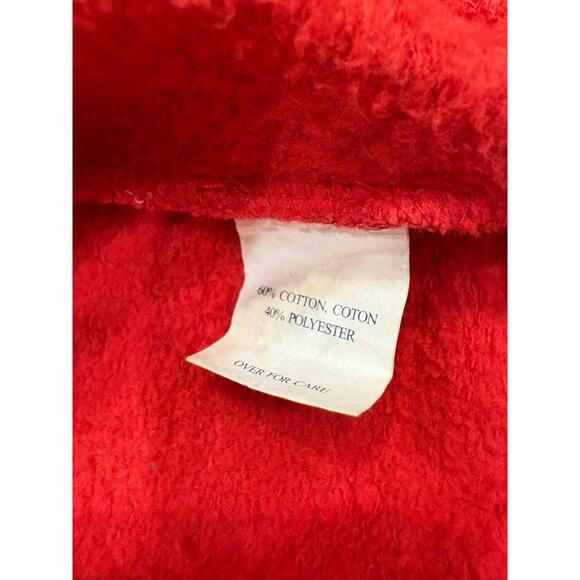 60% COTTON, COTON
40% POLYESTER
OVER FOR CARE